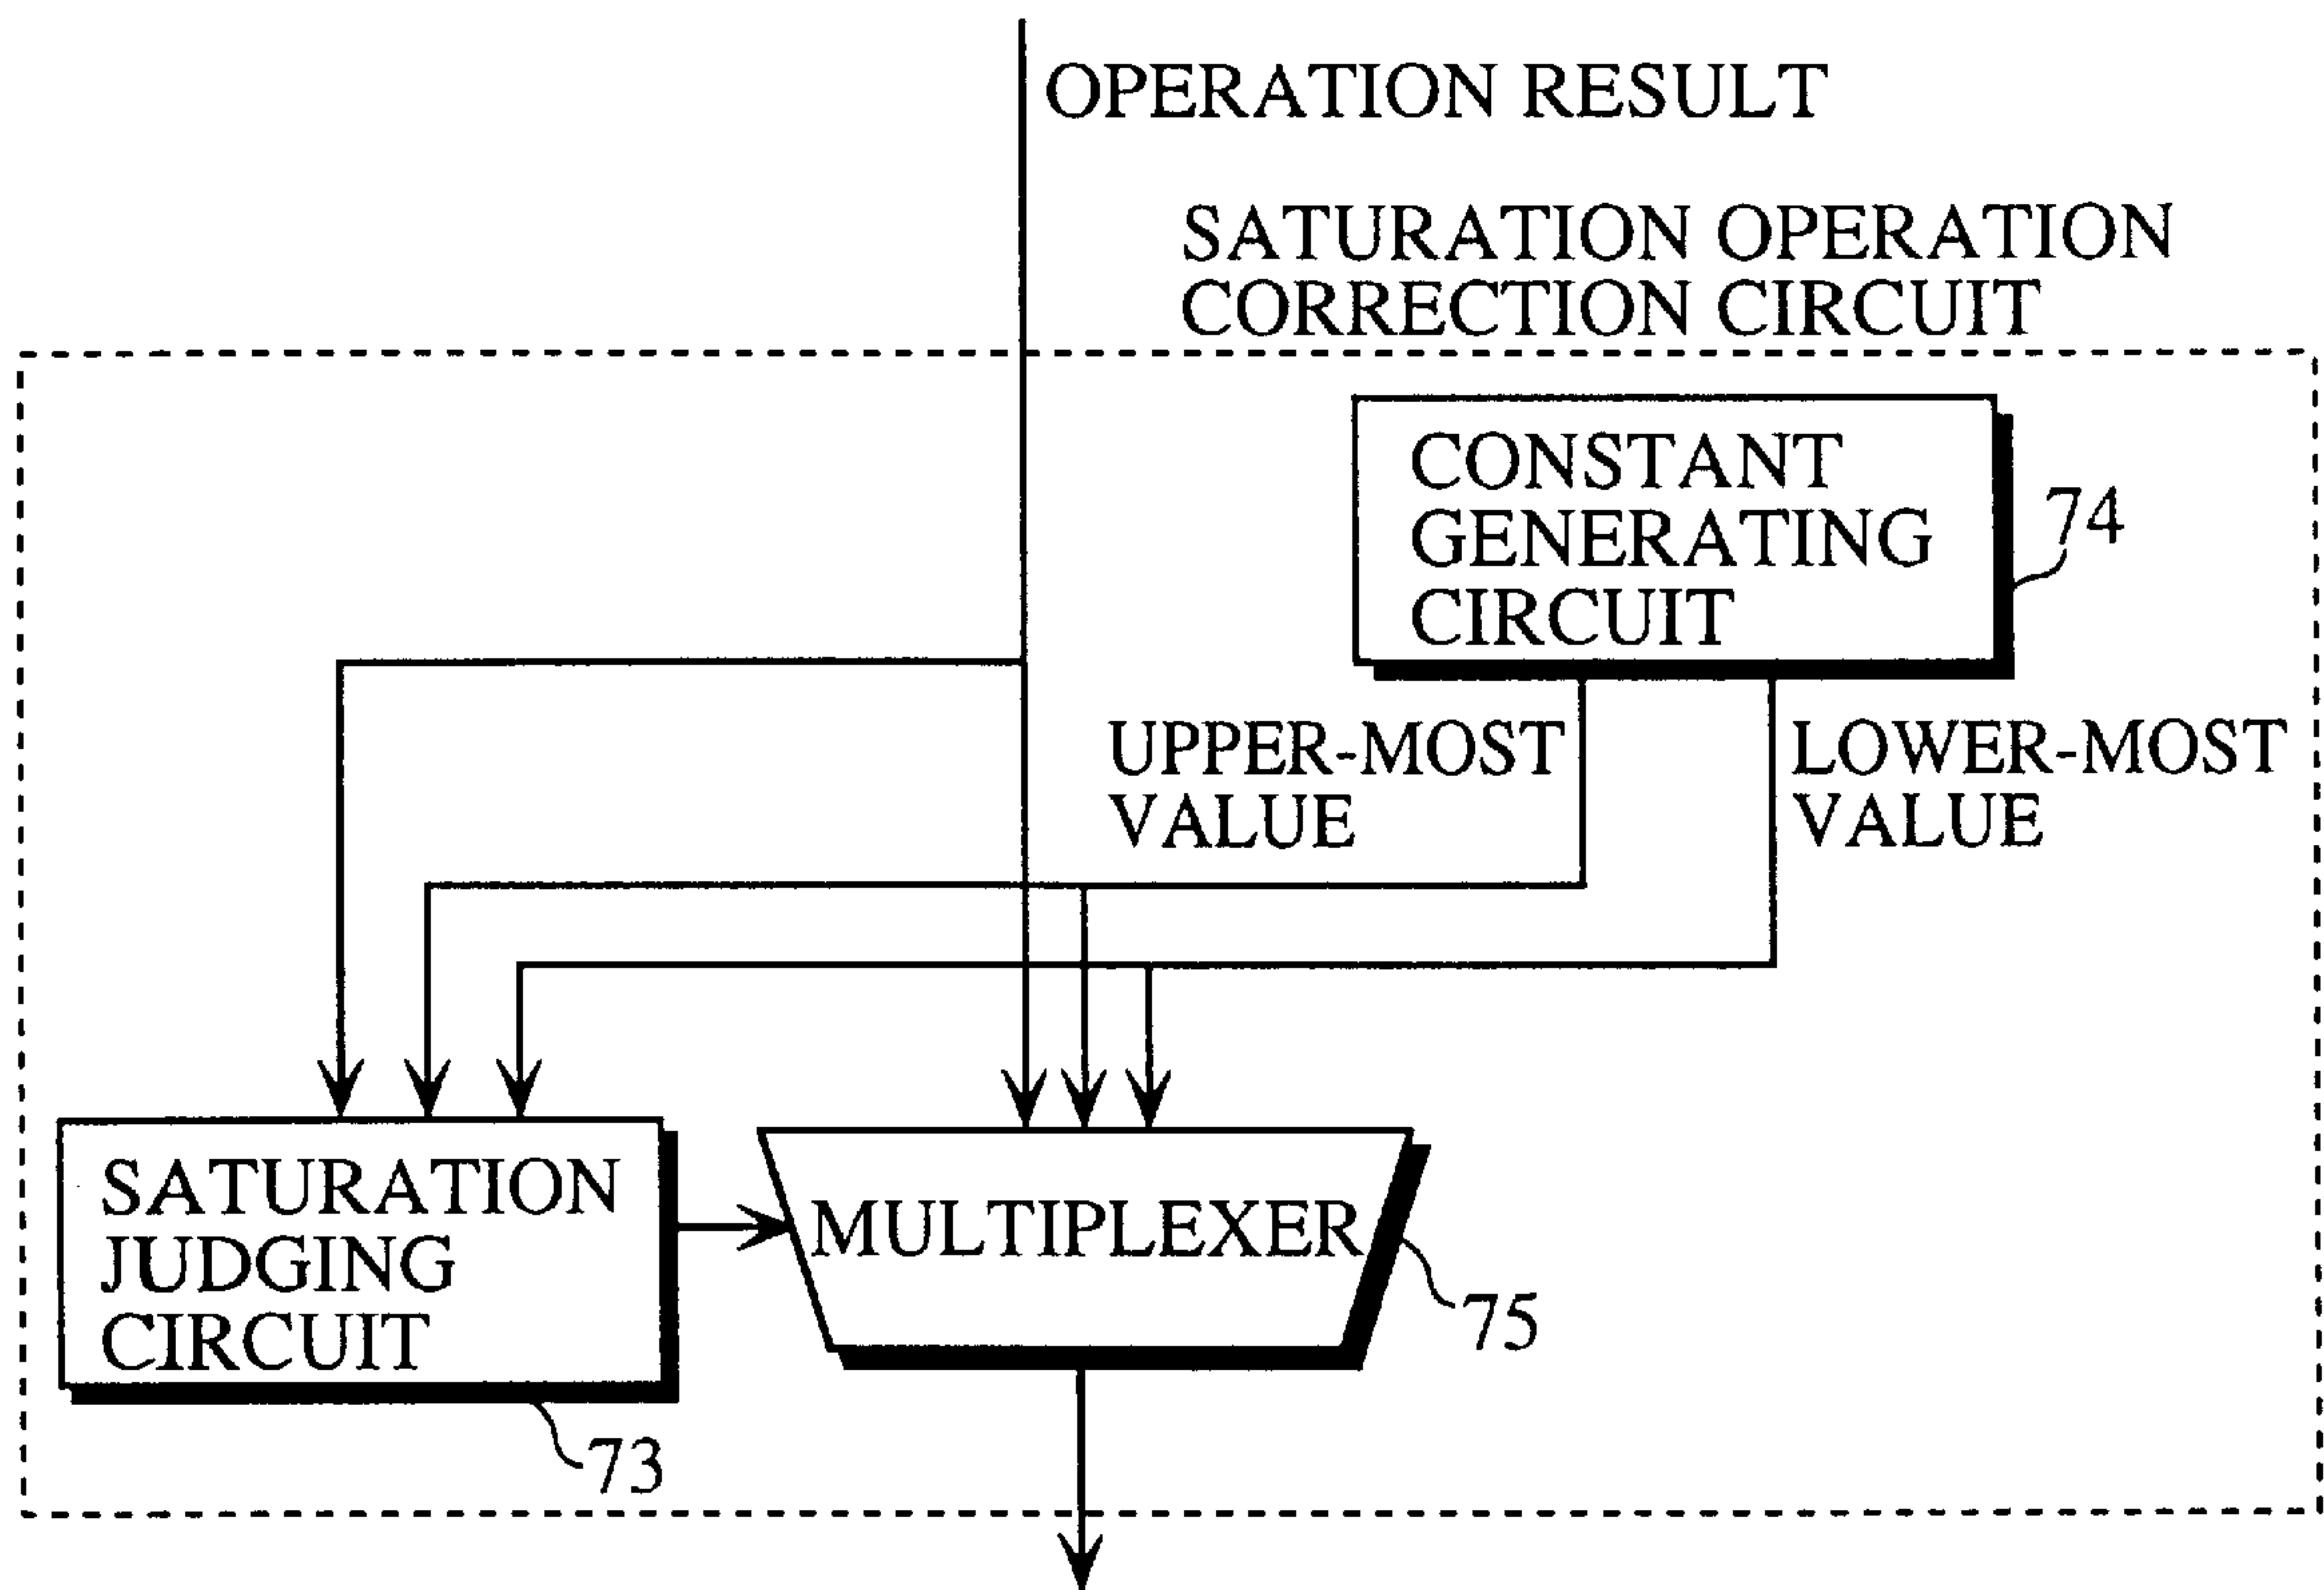 OPERATION RESULT
SATURATION OPERATION
CORRECTION CIRCUIT
CONSTANT
GENERATING
CIRCUIT
74
UPPER-MOST
VALUE
LOWER-MOST
VALUE
SATURATION
JUDGING
CIRCUIT
73
MULTIPLEXER
75